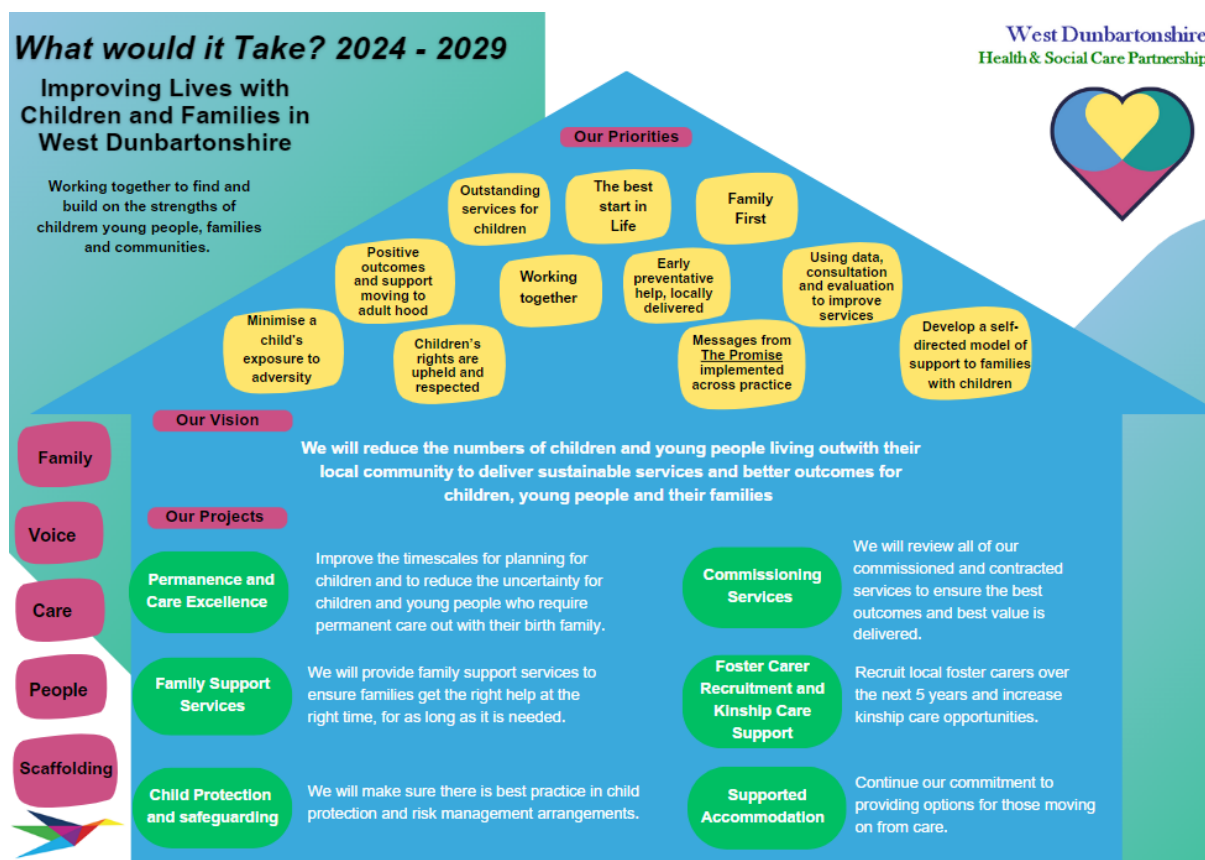 What would it Take? 2024 - 2029
Improving Lives with
Children and Families in
West Dunbartonshire
Working together to find and
build on the strengths of
childrem young people, families
and communities.
West Dunbartonshire
Health & Social Care Partnership
Our Priorities
Outstanding
services for
children
The best
start in
Life
Family
First
Positive
outcomes
and support
moving to
adult hood
Working
together
Early
preventative
help, locally
delivered
Using data,
consultation
and evaluation
to improve
services
Minimise a
child's
exposure to
adversity
Children's
rights are
upheld and
respected
Messages from
The Promise
implemented
across practice
Develop a self-
directed model of
support to families
with children
Our Vision
We will reduce the numbers of children and young people living outwith their
local community to deliver sustainable services and better outcomes for
children, young people and their families
Family
Voice
Care
People
Scaffolding
Our Projects
Permanence and
Care Excellence
Improve the timescales for planning for
children and to reduce the uncertainty for
children and young people who require
permanent care out with their birth family.
Family Support
Services
We will provide family support services to
ensure families get the right help at the
right time, for as long as it is needed.
Child Protection
and safeguarding
We will make sure there is best practice in child
protection and risk management arrangements.
Commissioning
Services
We will review all of our
commissioned and contracted
services to ensure the best
outcomes and best value is
delivered.
Foster Carer
Recruitment and
Kinship Care
Support
Recruit local foster carers over
the next 5 years and increase
kinship care opportunities.
Supported
Accommodation
Continue our commitment to
providing options for those moving
on from care.